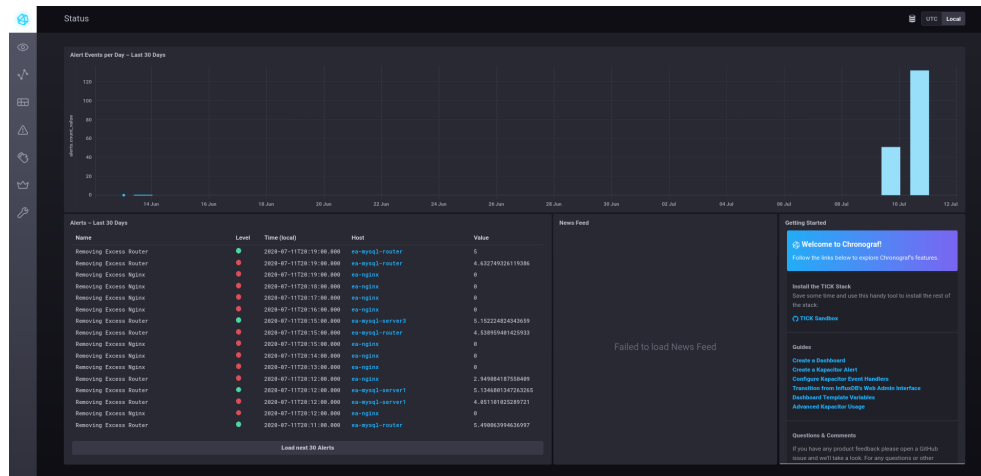 Status
UTC
Local
Alert Events per Day – Last 30 Days
alerts.count_value
120
100
80
60
40
20
0
14 Jun
16 Jun
18 Jun
20 Jun
22 Jun
24 Jun
26 Jun
28 Jun
30 Jun
02 Jul
04 Jul
06 Jul
08 Jul
10 Jul
12 Jul
Alerts – Last 30 Days
Name Level Time (local) Host Value
Removing Excess Router 2020-07-11T20:19:00.000 ea-mysql-router 5
Removing Excess Router 2020-07-11T20:19:00.000 ea-mysql-router 4.632749326119386
Removing Excess Nginx 2020-07-11T20:19:00.000 ea-nginx 0
Removing Excess Nginx 2020-07-11T20:18:00.000 ea-nginx 0
Removing Excess Nginx 2020-07-11T20:17:00.000 ea-nginx 0
Removing Excess Nginx 2020-07-11T20:16:00.000 ea-nginx 0
Removing Excess Router 2020-07-11T20:15:00.000 ea-mysql-server3 5.152224824343659
Removing Excess Router 2020-07-11T20:15:00.000 ea-mysql-router 4.538959401425933
Removing Excess Nginx 2020-07-11T20:15:00.000 ea-nginx 0
Removing Excess Nginx 2020-07-11T20:14:00.000 ea-nginx 0
Removing Excess Nginx 2020-07-11T20:13:00.000 ea-nginx 0
Removing Excess Router 2020-07-11T20:12:00.000 ea-nginx 2.949084187550409
Removing Excess Router 2020-07-11T20:12:00.000 ea-mysql-server1 5.1346801347263265
Removing Excess Router 2020-07-11T20:12:00.000 ea-mysql-server1 4.051101025289721
Removing Excess Nginx 2020-07-11T20:12:00.000 ea-nginx 0
Removing Excess Router 2020-07-11T20:11:00.000 ea-mysql-router 5.490863994636997
Load next 30 Alerts
News Feed
Failed to load News Feed
Getting Started
Welcome to Chronograf!
Follow the links below to explore Chronograf's features.
Install the TICK Stack
Save some time and use this handy tool to install the rest of
the stack:
TICK Sandbox
Guides
Create a Dashboard
Create a Kapacitor Alert
Configure Kapacitor Event Handlers
Transition from InfluxDB's Web Admin Interface
Dashboard Template Variables
Advanced Kapacitor Usage
Questions & Comments
If you have any product feedback please open a GitHub
issue and we'll take a look. For any questions or other